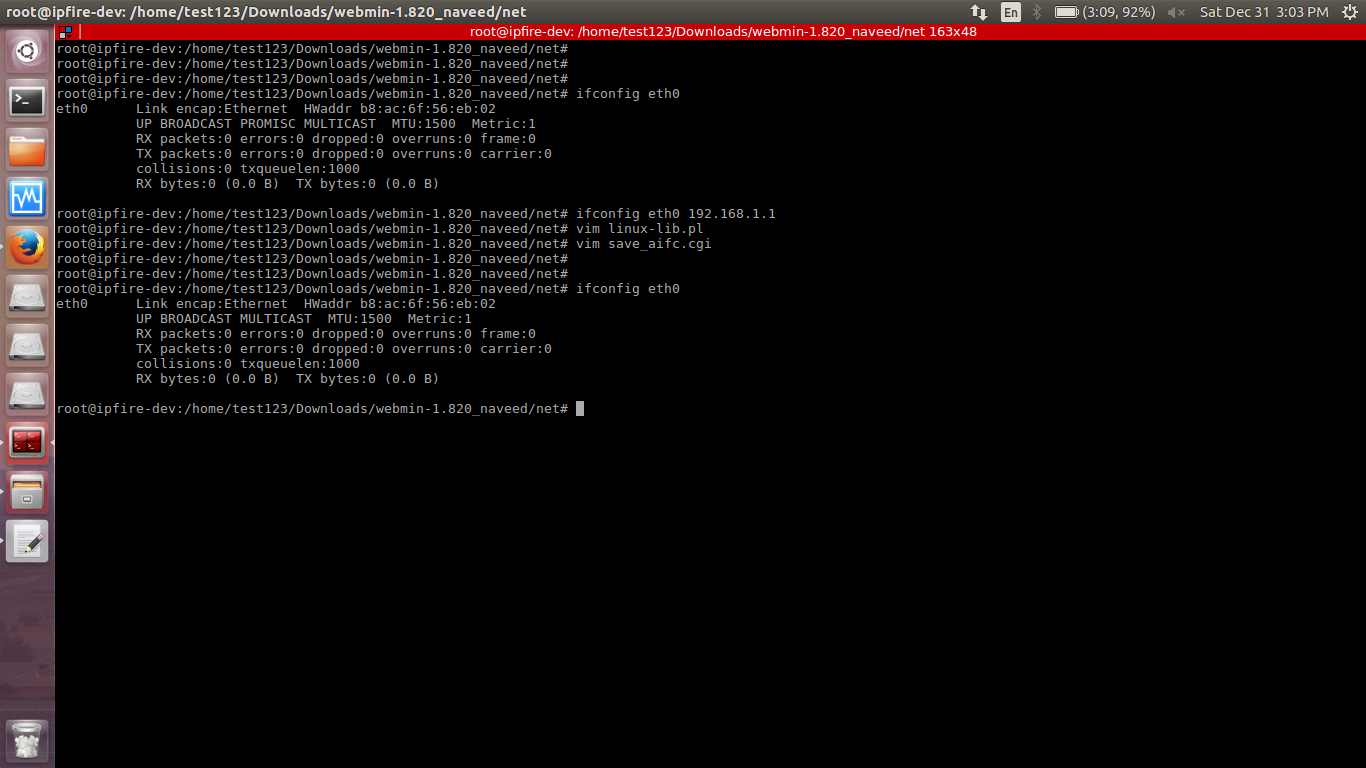 root@ipfire-dev: /home/test123/Downloads/webmin-1.820_naveed/net
En
(3:09, 92%)
Sat Dec 31 3:03 PM
root@ipfire-dev: /home/test123/Downloads/webmin-1.820_naveed/net 163x48
root@ipfire-dev:/home/test123/Downloads/webmin-1.820_naveed/net#
root@ipfire-dev:/home/test123/Downloads/webmin-1.820_naveed/net#
root@ipfire-dev:/home/test123/Downloads/webmin-1.820_naveed/net#
root@ipfire-dev:/home/test123/Downloads/webmin-1.820_naveed/net# ifconfig eth0
eth0      Link encap:Ethernet  HWaddr b8:ac:6f:56:eb:02
          UP BROADCAST PROMISC MULTICAST  MTU:1500  Metric:1
          RX packets:0 errors:0 dropped:0 overruns:0 frame:0
          TX packets:0 errors:0 dropped:0 overruns:0 carrier:0
          collisions:0 txqueuelen:1000
          RX bytes:0 (0.0 B)  TX bytes:0 (0.0 B)

root@ipfire-dev:/home/test123/Downloads/webmin-1.820_naveed/net# ifconfig eth0 192.168.1.1
root@ipfire-dev:/home/test123/Downloads/webmin-1.820_naveed/net# vim linux-lib.pl
root@ipfire-dev:/home/test123/Downloads/webmin-1.820_naveed/net# vim save_aifc.cgi
root@ipfire-dev:/home/test123/Downloads/webmin-1.820_naveed/net#
root@ipfire-dev:/home/test123/Downloads/webmin-1.820_naveed/net#
root@ipfire-dev:/home/test123/Downloads/webmin-1.820_naveed/net# ifconfig eth0
eth0      Link encap:Ethernet  HWaddr b8:ac:6f:56:eb:02
          UP BROADCAST MULTICAST  MTU:1500  Metric:1
          RX packets:0 errors:0 dropped:0 overruns:0 frame:0
          TX packets:0 errors:0 dropped:0 overruns:0 carrier:0
          collisions:0 txqueuelen:1000
          RX bytes:0 (0.0 B)  TX bytes:0 (0.0 B)

root@ipfire-dev:/home/test123/Downloads/webmin-1.820_naveed/net#